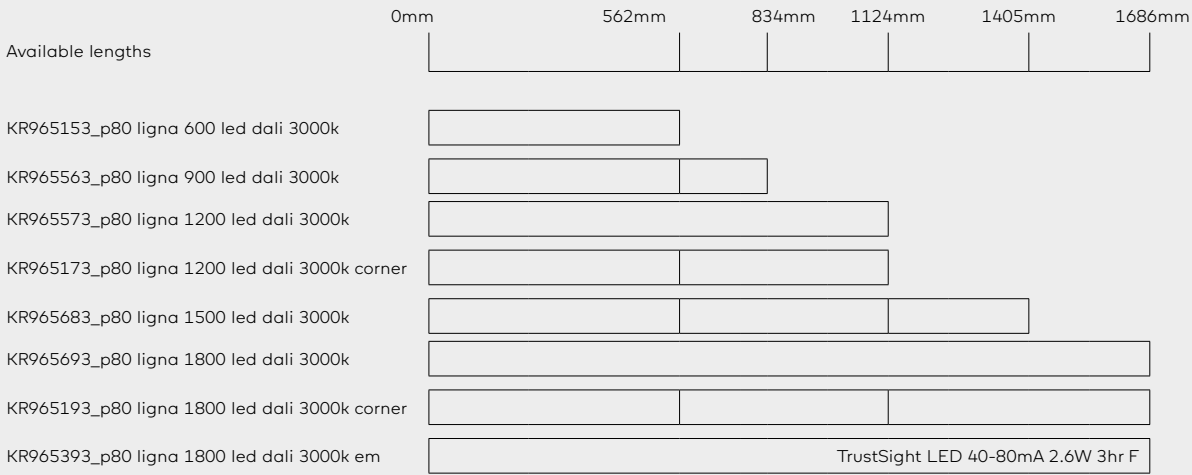 0mm 562mm 834mm 1124mm 1405mm 1686mm
Available lengths
KR965153_p80 ligna 600 led dali 3000k
KR965563_p80 ligna 900 led dali 3000k
KR965573_p80 ligna 1200 led dali 3000k
KR965173_p80 ligna 1200 led dali 3000k corner
KR965683_p80 ligna 1500 led dali 3000k
KR965693_p80 ligna 1800 led dali 3000k
KR965193_p80 ligna 1800 led dali 3000k corner
KR965393_p80 ligna 1800 led dali 3000k em TrustSight LED 40-80mA 2.6W 3hr F